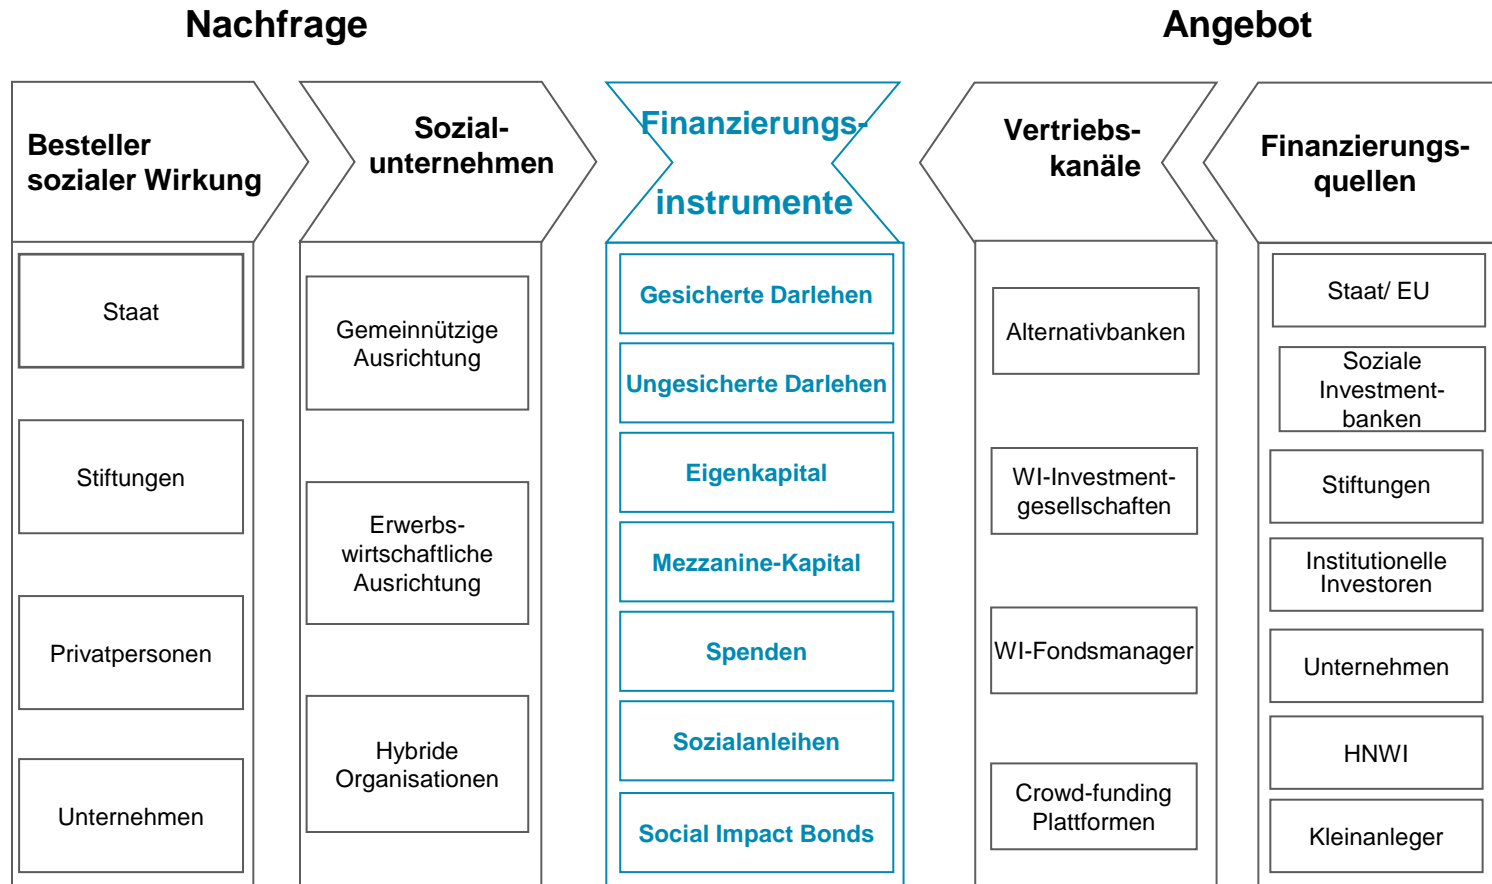 Nachfrage
Angebot
Besteller
sozialer Wirkung
Staat
Stiftungen
Privatpersonen
Unternehmen
Sozial-
unternehmen
Gemeinnützige
Ausrichtung
Erwerbs-
wirtschaftliche
Ausrichtung
Hybride
Organisationen
Finanzierungs-
instrumente
Gesicherte Darlehen
Ungesicherte Darlehen
Eigenkapital
Mezzanine-Kapital
Spenden
Sozialanleihen
Social Impact Bonds
Vertriebs-
kanäle
Alternativbanken
WI-Investment-
gesellschaften
WI-Fondsmanager
Crowd-funding
Plattformen
Finanzierungs-
quellen
Staat/ EU
Soziale
Investment-
banken
Stiftungen
Institutionelle
Investoren
Unternehmen
HNWI
Kleinanleger